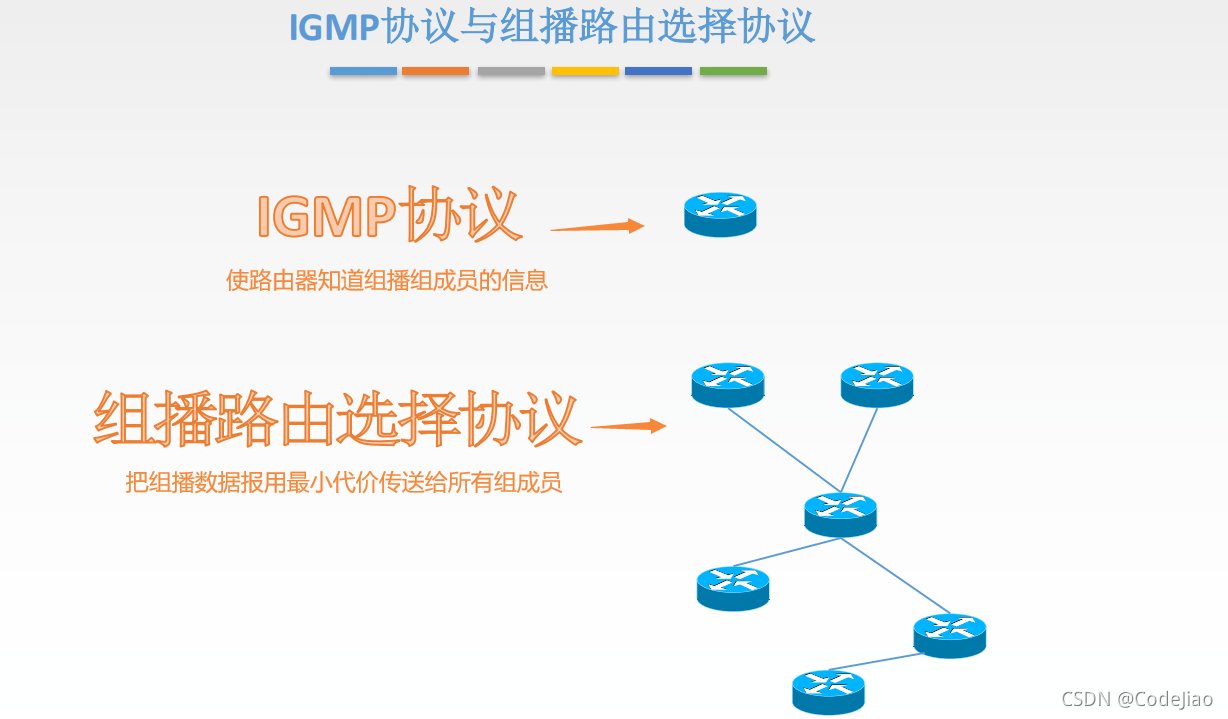 IGMP协议与组播路由选择协议
IGMP协议
使路由器知道组播组成员的信息
组播路由选择协议
把组播数据报用最小代价传送给所有组成员
CSDN @CodeJiao